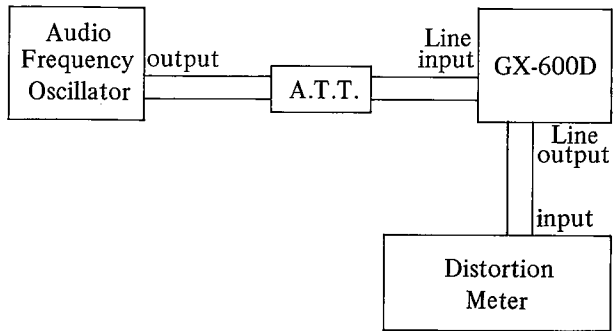 Audio
Frequency
Oscillator
output
A.T.T.
Line
input
GX-600D
Line
output
input
Distortion
Meter